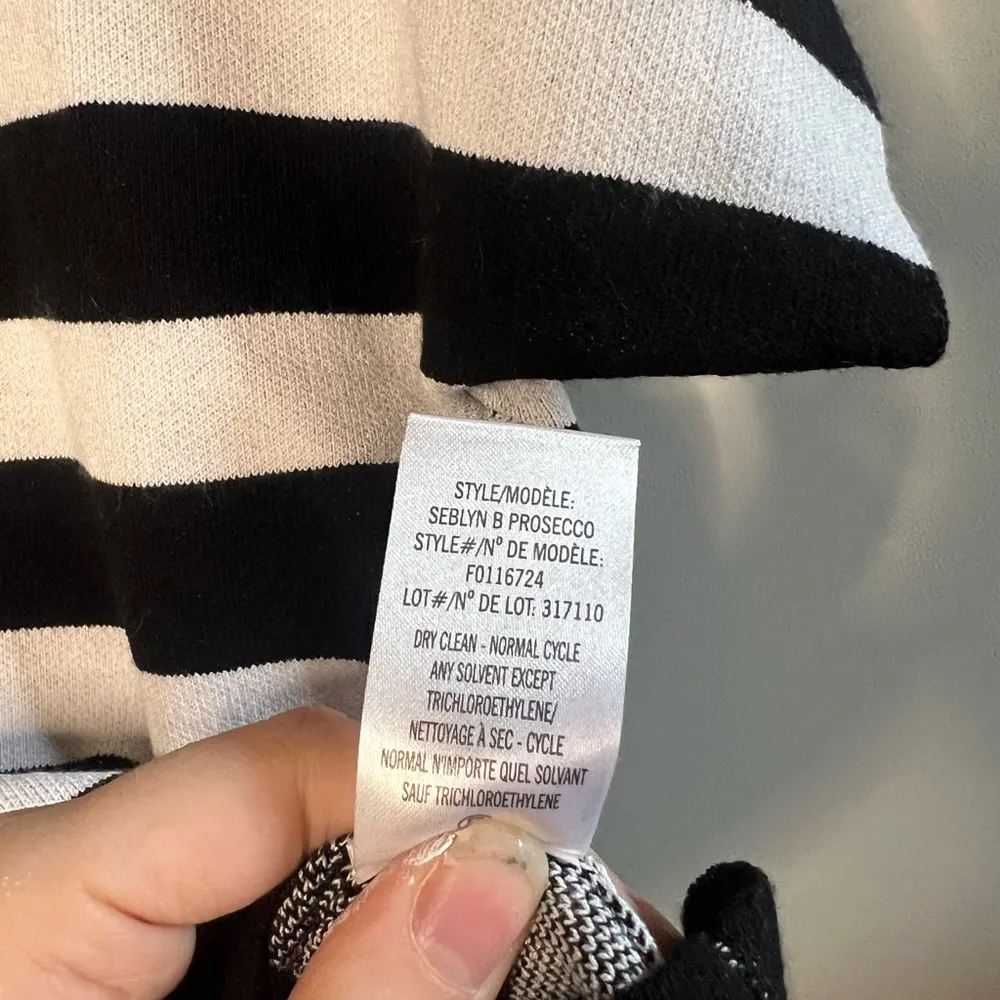 STYLE/MODÈLE:
SEBLYN B PROSECCO
STYLE#/Nº DE MODÈLE:
F0116724
LOT#/Nº DE LOT: 317110
DRY CLEAN - NORMAL CYCLE
ANY SOLVENT EXCEPT
TRICHLOROETHYLENE/
NETTOYAGE À SEC - CYCLE
NORMAL N'IMPORTE QUEL SOLVANT
SAUF TRICHLOROETHYLENE